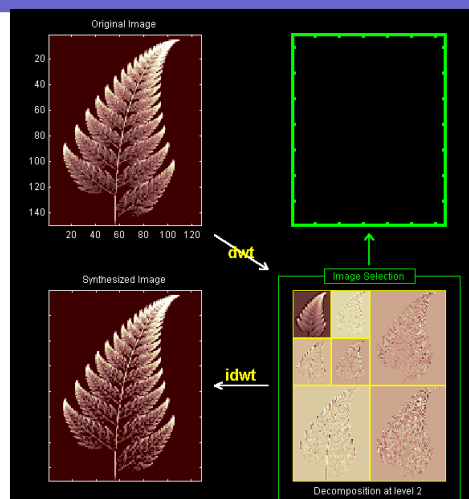 Original Image
20
40
60
80
100
120
140
20 40 60 80 100 120
dwt
Synthesized Image
Image Selection
idwt
Decomposition at level 2